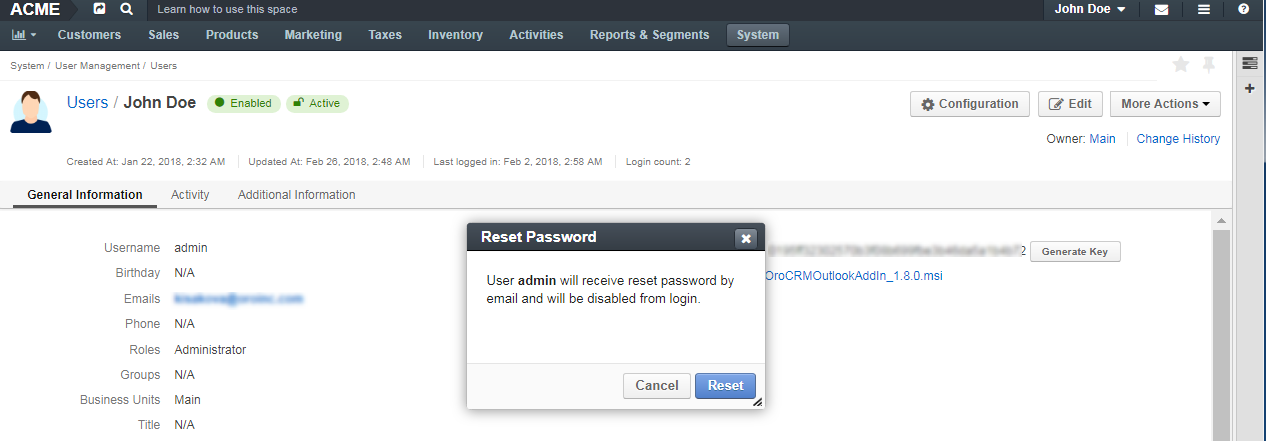 ACME Learn how to use this space John Doe
Customers Sales Products Marketing Taxes Inventory Activities Reports & Segments System
System / User Management / Users
Users / John Doe Enabled Active
Configuration Edit More Actions
Owner: Main Change History
Created At: Jan 22, 2018, 2:32 AM Updated At: Feb 26, 2018, 2:48 AM Last logged in: Feb 2, 2018, 2:58 AM Login count: 2
General Information Activity Additional Information
Username admin
Birthday N/A
Emails
Phone N/A
Roles Administrator
Groups N/A
Business Units Main
Title N/A
Reset Password
User admin will receive reset password by
email and will be disabled from login.
Cancel Reset
2 Generate Key
OroCRMOutlookAddIn_1.8.0.msi